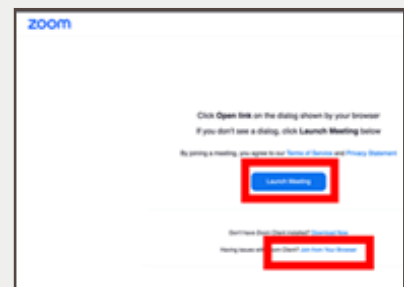 zoom
Click Open link on the dialog shown by your browser
If you don't see a dialog, click Launch Meeting below
By joining a meeting, you agree to our Terms of Service and Privacy Statement
Launch Meeting
Don't have Zoom Client installed? Download Now
Having issues with Zoom Client? Join from Your Browser